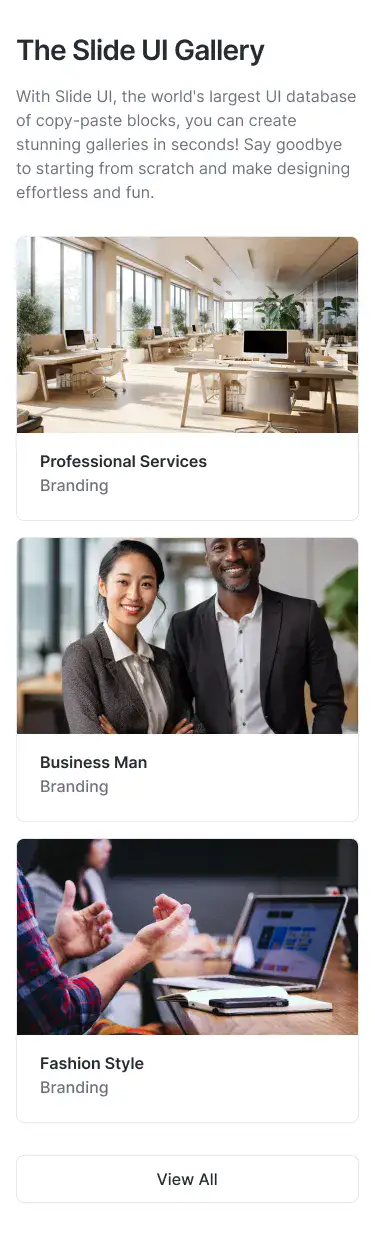 The Slide UI Gallery
With Slide UI, the world's largest UI database
of copy-paste blocks, you can create
stunning galleries in seconds! Say goodbye
to starting from scratch and make designing
effortless and fun.
Professional Services
Branding
Business Man
Branding
Fashion Style
Branding
View All